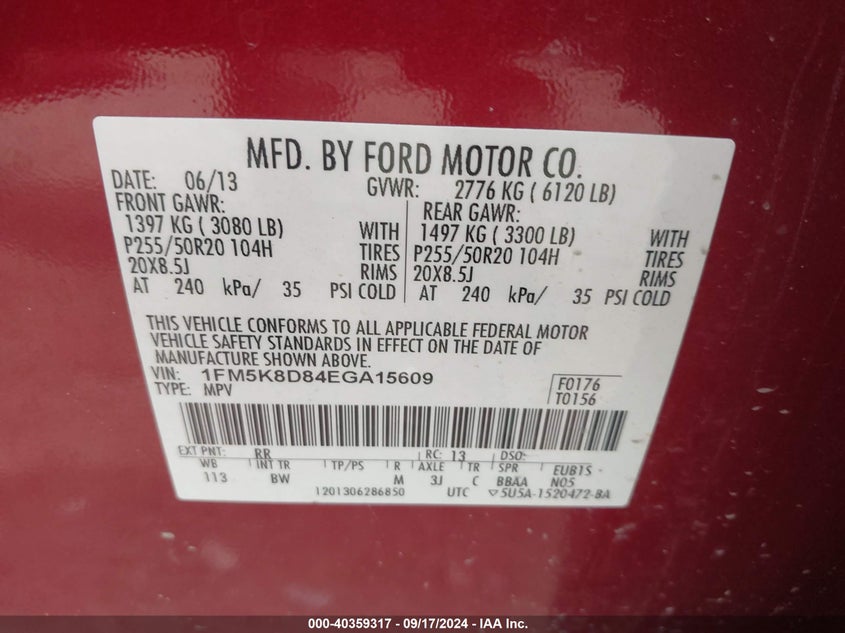 MFD. BY FORD MOTOR CO.
DATE: 06/13 GVWR: 2776 KG ( 6120 LB)
FRONT GAWR: REAR GAWR:
1397 KG ( 3080 LB) WITH 1497 KG ( 3300 LB) WITH
P255/50R20 104H TIRES P255/50R20 104H TIRES
20X8.5J RIMS 20X8.5J RIMS
AT 240 kPa/ 35 PSI COLD AT 240 kPa/ 35 PSI COLD
THIS VEHICLE CONFORMS TO ALL APPLICABLE FEDERAL MOTOR
VEHICLE SAFETY STANDARDS IN EFFECT ON THE DATE OF
MANUFACTURE SHOWN ABOVE.
VIN: 1FM5K8D84EGA15609 F0176
TYPE: MPV T0156
EXT PNT: RR RC: 13 DSO:
WB INT TR TP/PS R AXLE TR SPR EUB1S
113 BW M 3J C BBAA N05
1201306286850 UTC ▽5U5A-1520472-BA
000-40359317 - 09/17/2024 - IAA Inc.